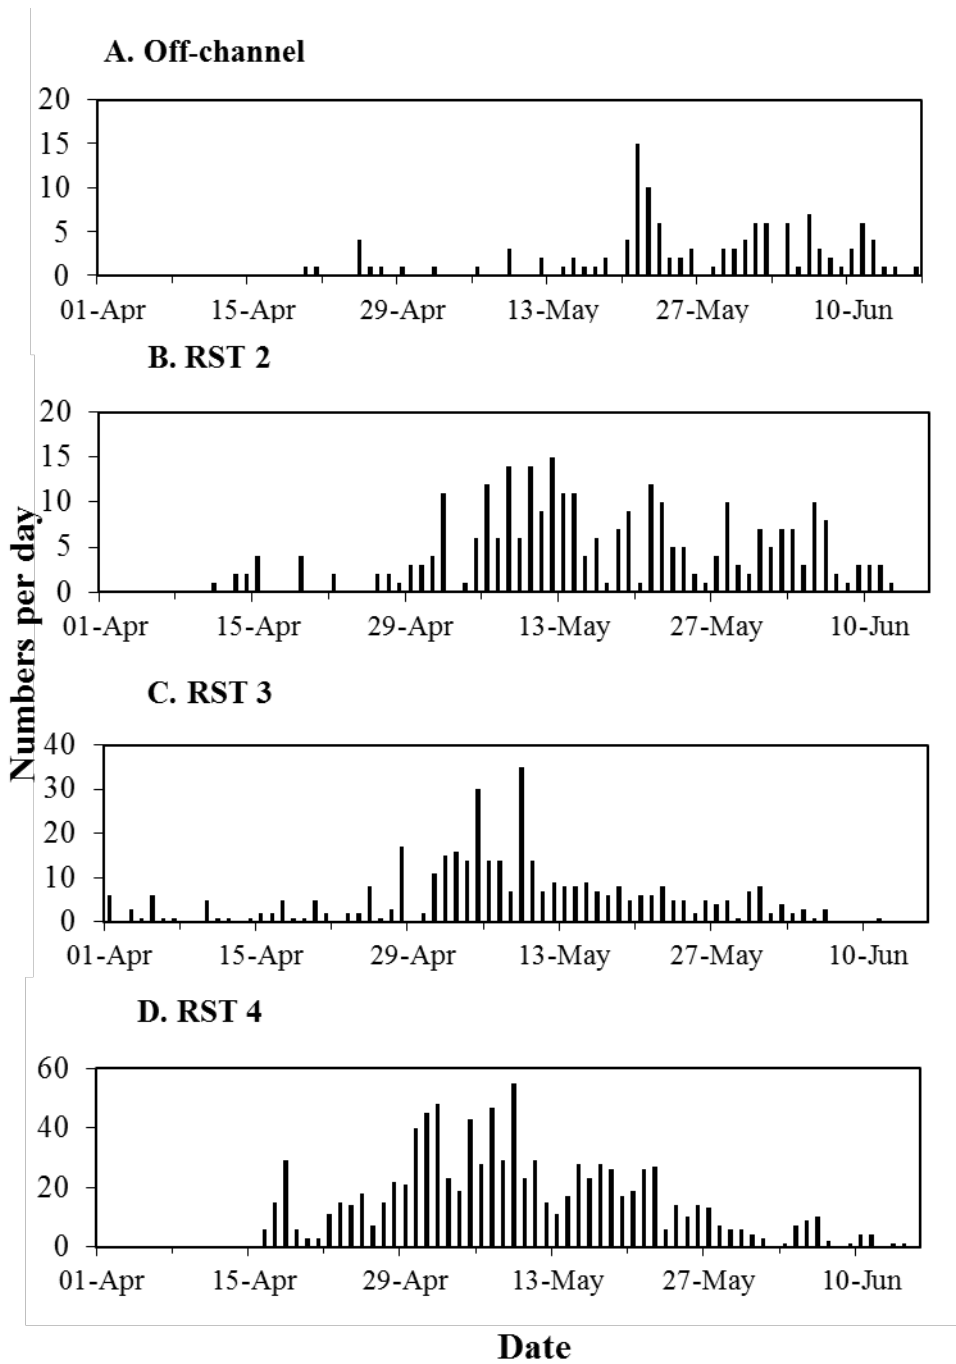 A. Off-channel
20
15
10
5
0
01-Apr 15-Apr 29-Apr 13-May 27-May 10-Jun
B. RST 2
20
15
10
5
0
01-Apr 15-Apr 29-Apr 13-May 27-May 10-Jun
Numbers per day
C. RST 3
40
30
20
10
0
01-Apr 15-Apr 29-Apr 13-May 27-May 10-Jun
D. RST 4
60
40
20
0
01-Apr 15-Apr 29-Apr 13-May 27-May 10-Jun
Date